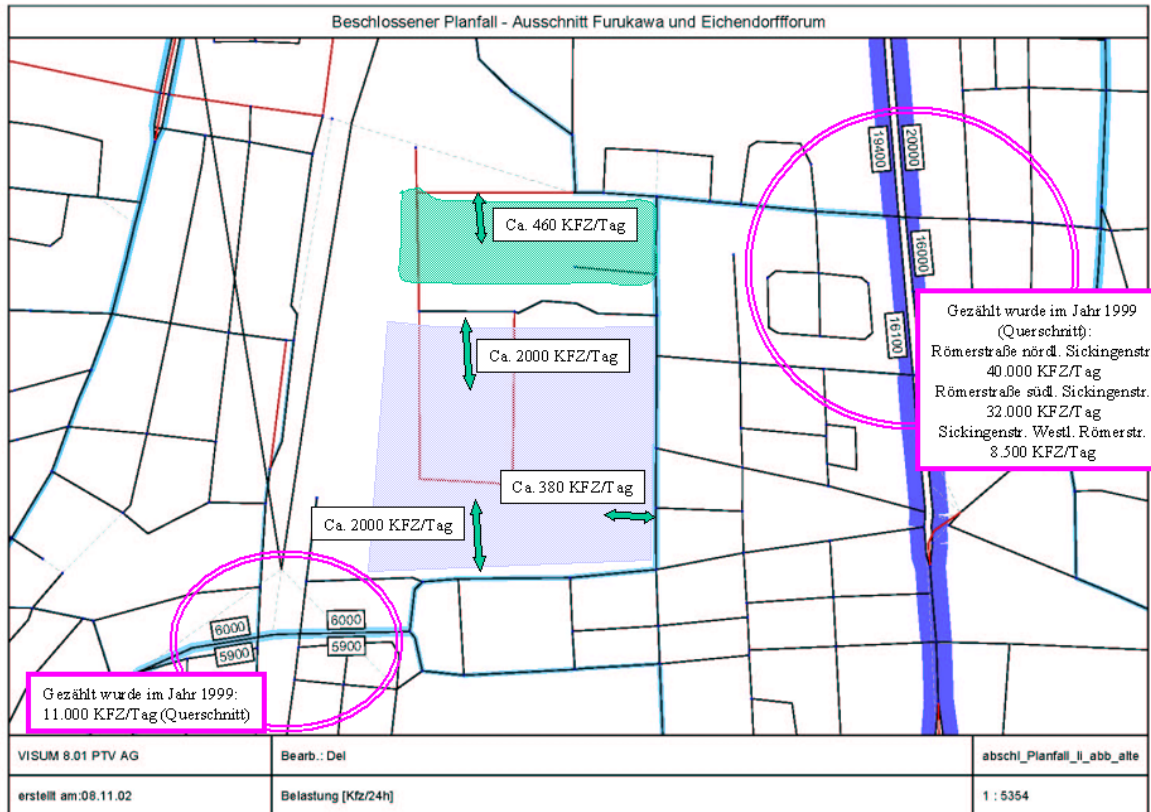 Beschlossener Planfall - Ausschnitt Furukawa und Eichendorffforum
19400
20000
Ca. 460 KFZ/Tag
16000
16100
Gezählt wurde im Jahr 1999
(Querschnitt):
Römerstraße nördl. Sickingenstr
40.000 KFZ/Tag
Römerstraße südl. Sickingenstr.
32.000 KFZ/Tag
Sickingenstr. Westl. Römerstr.
8.500 KFZ/Tag
Ca. 2000 KFZ/Tag
Ca. 380 KFZ/Tag
Ca. 2000 KFZ/Tag
6000
6000
5900
5900
Gezählt wurde im Jahr 1999:
11.000 KFZ/Tag (Querschnitt)
VISUM 8.01 PTV AG
Bearb.: Del
abschl_Planfall_li_abb_alte
erstellt am:08.11.02
Belastung [Kfz/24h]
1 : 5354